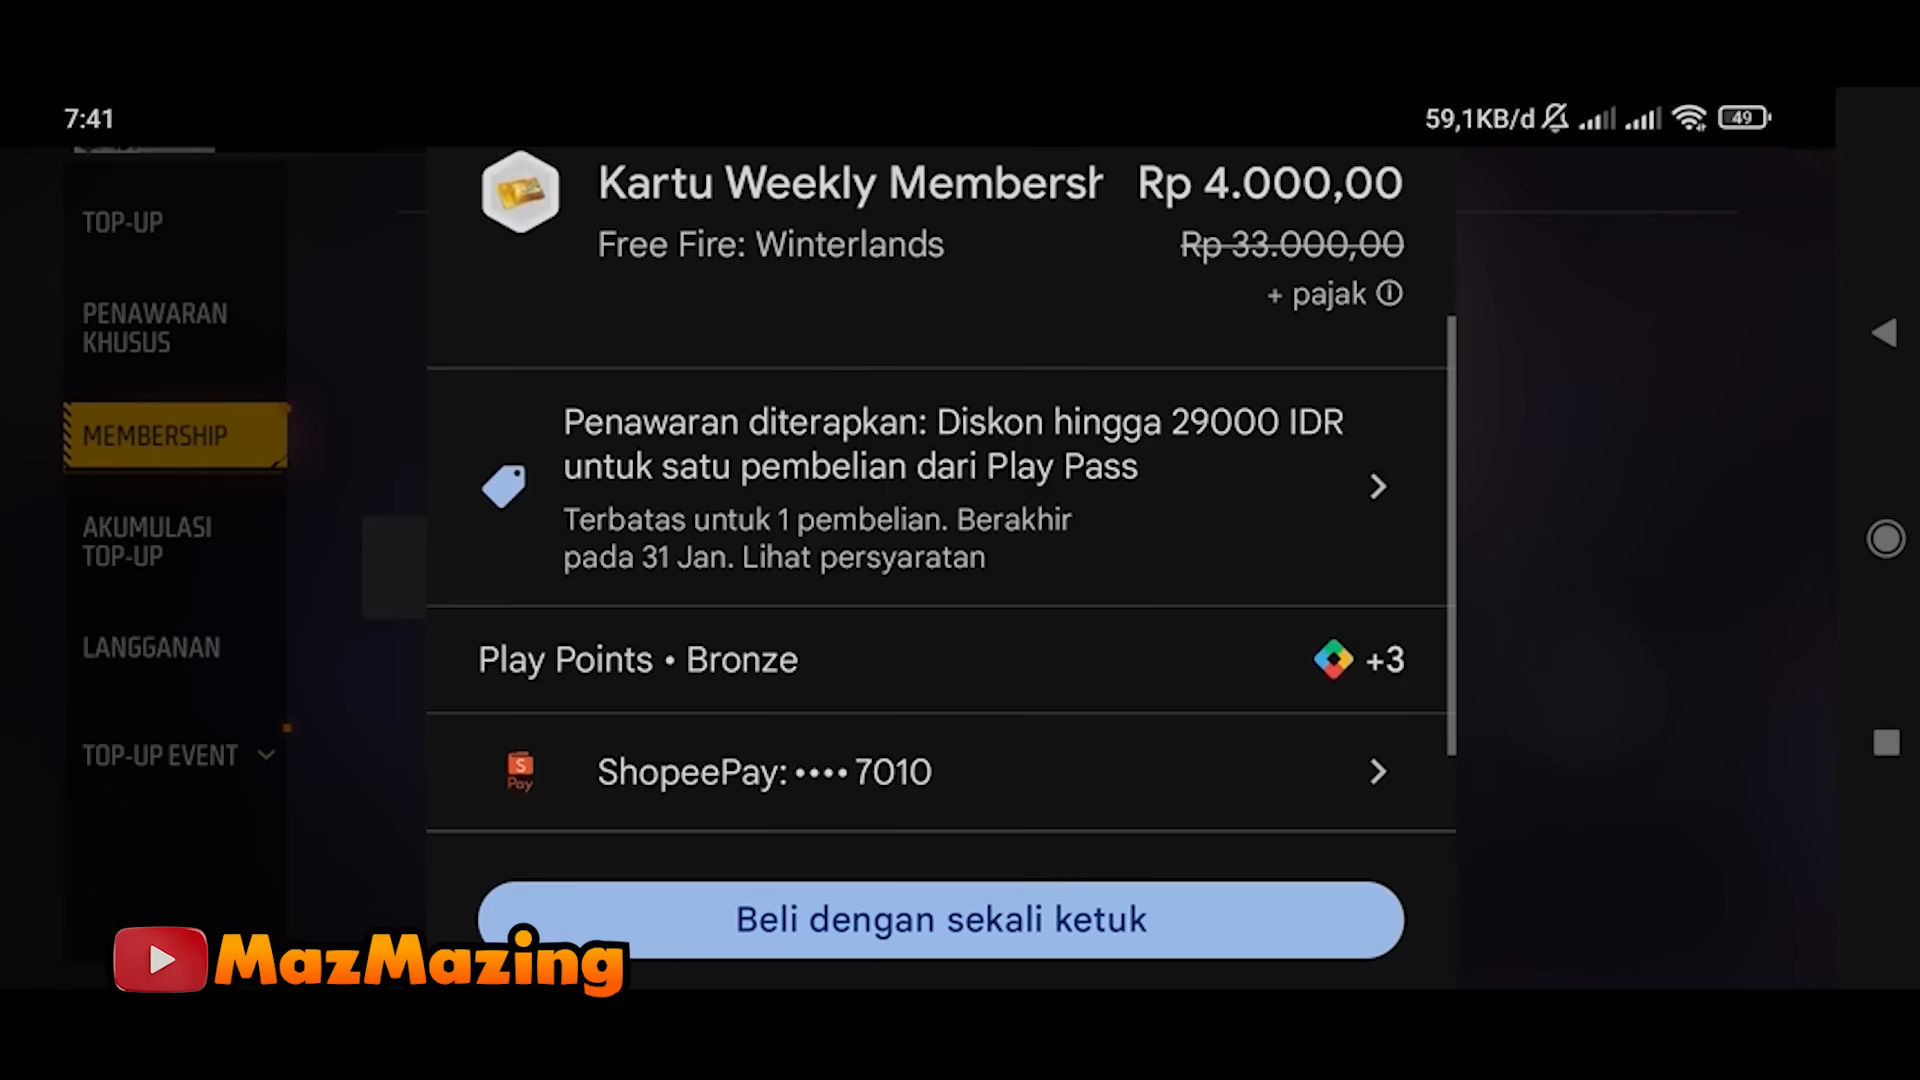 7:41
59,1KB/d
49
TOP-UP
PENAWARAN
KHUSUS
MEMBERSHIP
AKUMULASI
TOP-UP
LANGGANAN
TOP-UP EVENT
Kartu Weekly Membersh
Rp 4.000,00
Free Fire: Winterlands
Rp 33.000,00
+ pajak
Penawaran diterapkan: Diskon hingga 29000 IDR
untuk satu pembelian dari Play Pass
Terbatas untuk 1 pembelian. Berakhir
pada 31 Jan. Lihat persyaratan
Play Points • Bronze
+3
S
Pay
ShopeePay: •••• 7010
Beli dengan sekali ketuk
MazMazing